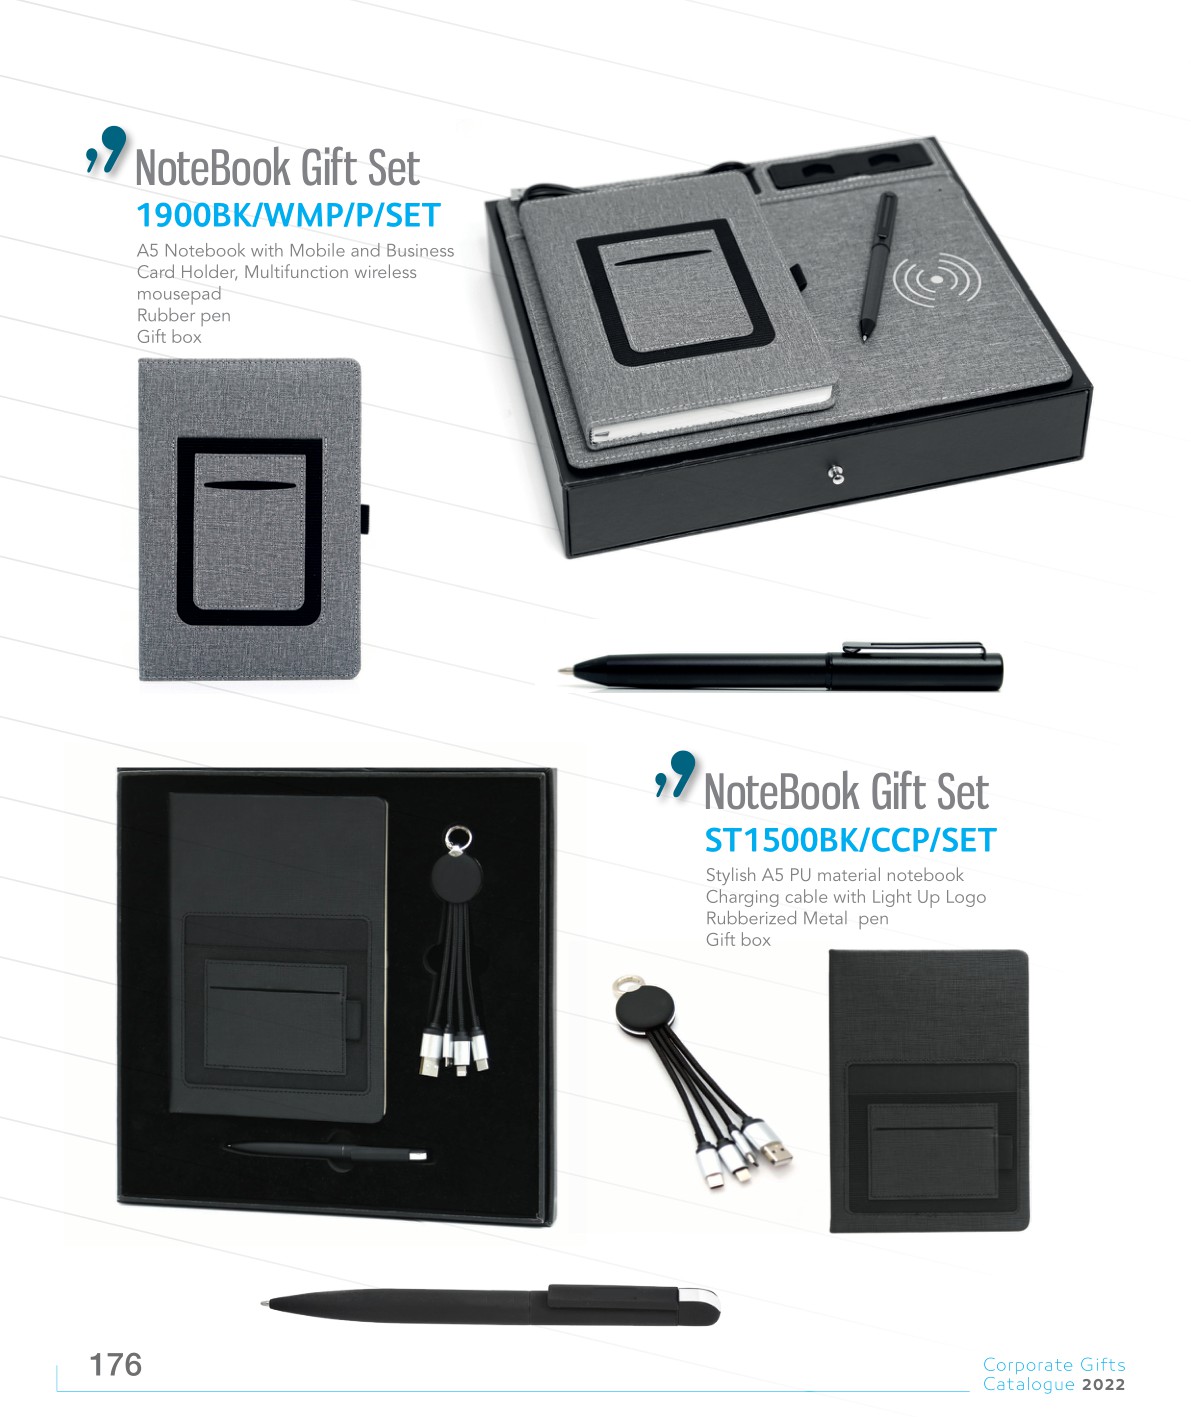 NoteBook Gift Set
1900BK/WMP/P/SET
A5 Notebook with Mobile and Business
Card Holder, Multifunction wireless
mousepad
Rubber pen
Gift box
NoteBook Gift Set
ST1500BK/CCP/SET
Stylish A5 PU material notebook
Charging cable with Light Up Logo
Rubberized Metal  pen
Gift box
176
Corporate Gifts
Catalogue 2022